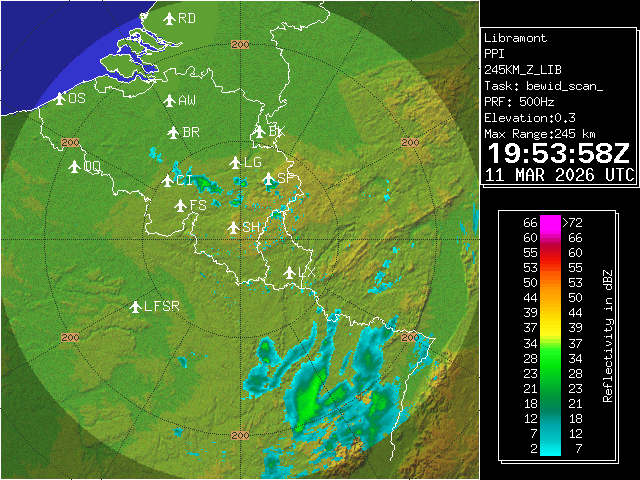 RD
200
OS
AW
BR
BK
200
200
QQ
LG
CI
SP
FS
SH
LX
LFSR
200
200
200
Libramont
PPI
245KM_Z_LIB
Task: bewid_scan_
PRF: 500Hz
Elevation:0.3
Max Range:245 km
19:53:58Z
11 MAR 2026 UTC
66 >72
60 66
55 60
53 55
50 53
44 50
39 44
37 39
34 37
28 34
23 28
21 23
18 21
12 18
7 12
2 7
Reflectivity in dBZ